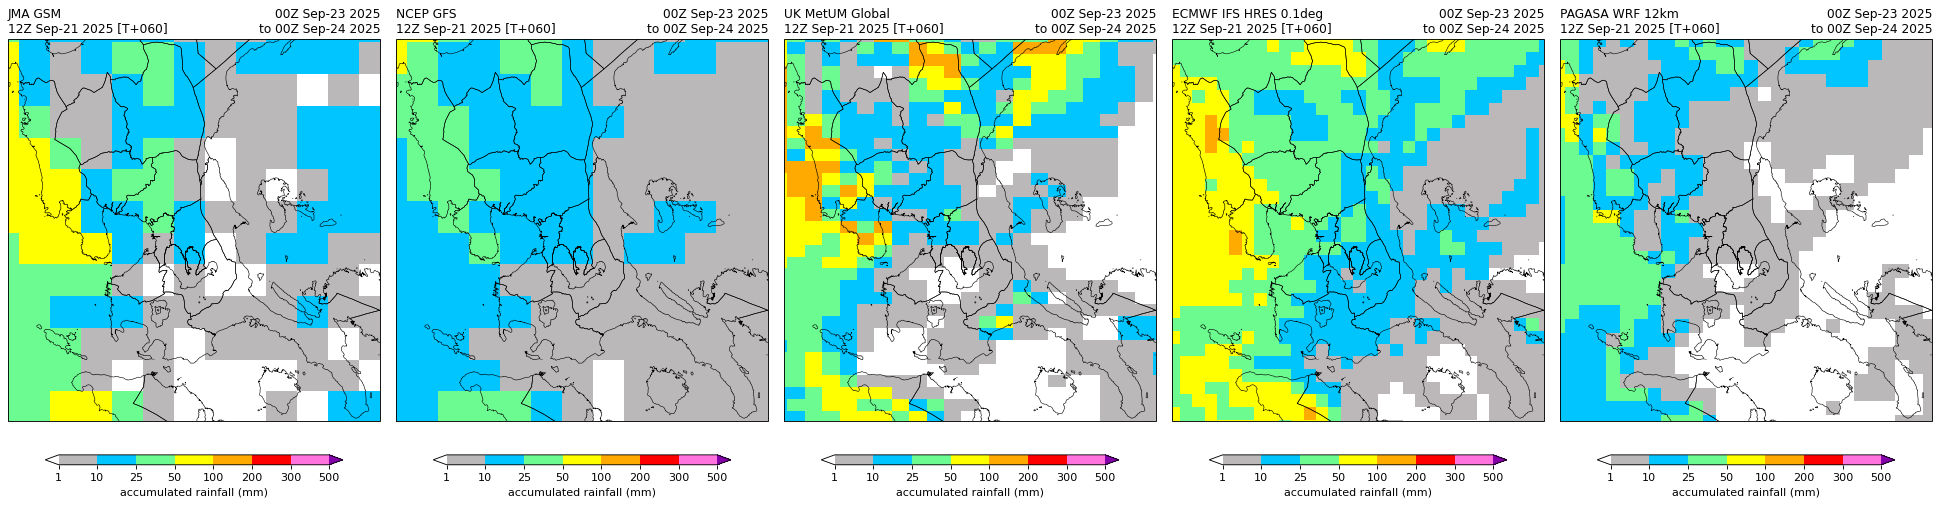 JMA GSM 00Z Sep-23 2025
12Z Sep-21 2025 [T+060] to 00Z Sep-24 2025
NCEP GFS 00Z Sep-23 2025
12Z Sep-21 2025 [T+060] to 00Z Sep-24 2025
UK MetUM Global 00Z Sep-23 2025
12Z Sep-21 2025 [T+060] to 00Z Sep-24 2025
ECMWF IFS HRES 0.1deg 00Z Sep-23 2025
12Z Sep-21 2025 [T+060] to 00Z Sep-24 2025
PAGASA WRF 12km 00Z Sep-23 2025
12Z Sep-21 2025 [T+060] to 00Z Sep-24 2025
1 10 25 50 100 200 300 500
accumulated rainfall (mm)
1 10 25 50 100 200 300 500
accumulated rainfall (mm)
1 10 25 50 100 200 300 500
accumulated rainfall (mm)
1 10 25 50 100 200 300 500
accumulated rainfall (mm)
1 10 25 50 100 200 300 500
accumulated rainfall (mm)